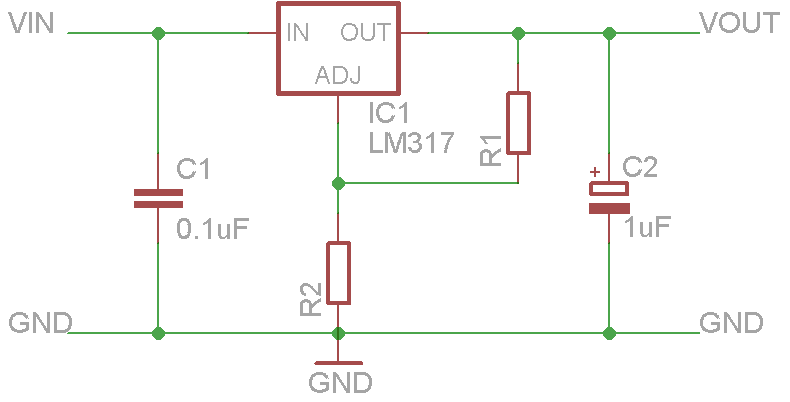 VIN
VOUT
IN OUT
ADJ
IC1
LM317
R1
C1
0.1uF
+
C2
1uF
R2
GND
GND
GND